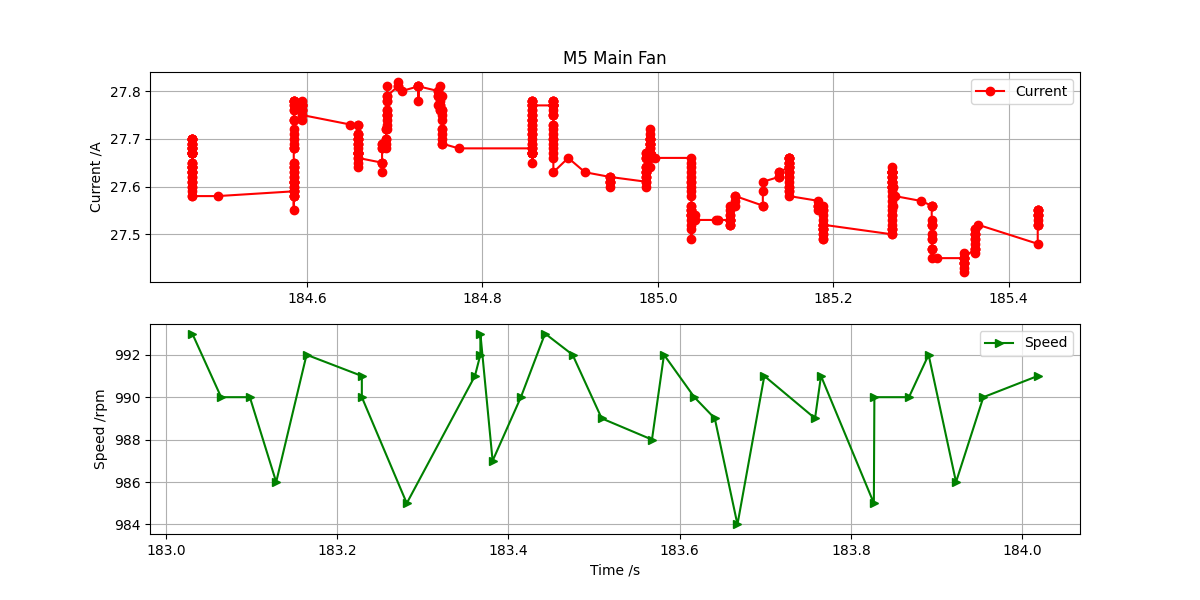 M5 Main Fan
Current /A
27.8
27.7
27.6
27.5
Current
184.6 184.8 185.0 185.2 185.4
Speed /rpm
992
990
988
986
984
Speed
183.0 183.2 183.4 183.6 183.8 184.0
Time /s